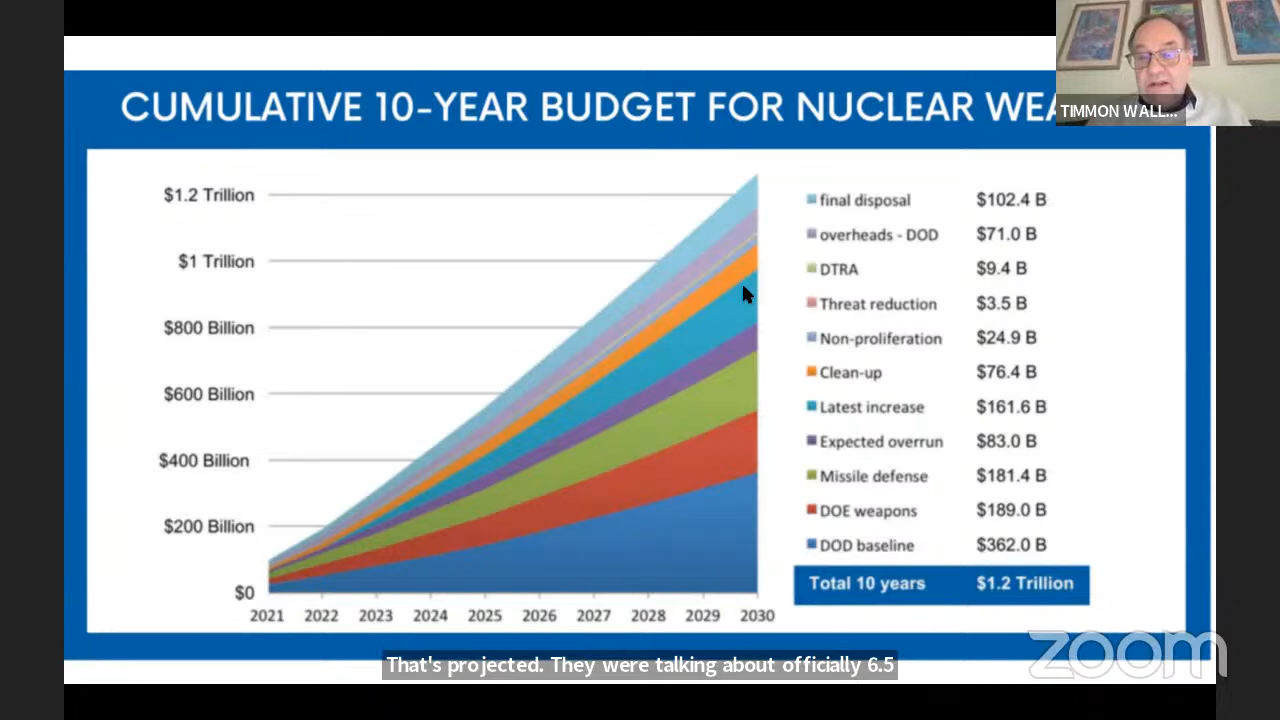 CUMULATIVE 10-YEAR BUDGET FOR NUCLEAR WEA
TIMMON WALL...
$1.2 Trillion
$1 Trillion
$800 Billion
$600 Billion
$400 Billion
$200 Billion
$0
2021 2022 2023 2024 2025 2026 2027 2028 2029 2030
final disposal $102.4 B
overheads - DOD $71.0 B
DTRA $9.4 B
Threat reduction $3.5 B
Non-proliferation $24.9 B
Clean-up $76.4 B
Latest increase $161.6 B
Expected overrun $83.0 B
Missile defense $181.4 B
DOE weapons $189.0 B
DOD baseline $362.0 B
Total 10 years $1.2 Trillion
zoom
That's projected. They were talking about officially 6.5